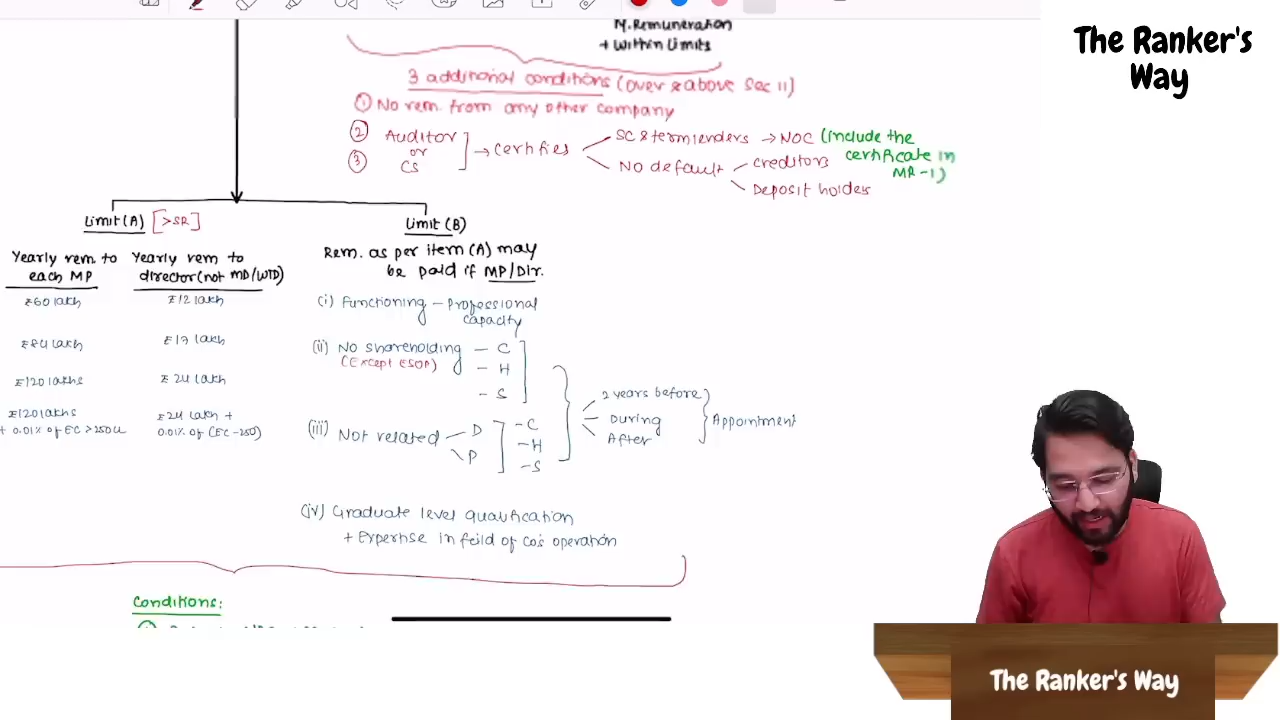 M. Remuneration
+ Within Limits
3 additional conditions (over & above Sec 11)
① No rem. from any other company
②
③
Auditor
or
CS
→ certifies
SC & termlenders → NOC (include the
certificate in
MR-1)
No default
creditors
Deposit holders
Limit (A) [>SR]
Yearly rem. to
each MP
Yearly rem to
director (not MD/WTD)
₹60 lakh
₹12 lakh
₹84 lakh
₹17 lakh
₹120 lakhs
₹24 lakh
₹120 lakhs
+ 0.01% of EC > 250Cr
₹24 lakh +
0.01% of (EC-250)
Limit (B)
Rem. as per item (A) may
be paid if MP/Dir.
(i) Functioning - Professional
capacity
(ii) No shareholding - C
(Except ESOP) - H
- S
(iii) Not related
D
P
- C
- H
- S
2 years before
During
After
Appointment
(iv) Graduate level qualification
+ Expertise in feild of Co's operation
Conditions:
The Ranker's
Way
The Ranker's Way